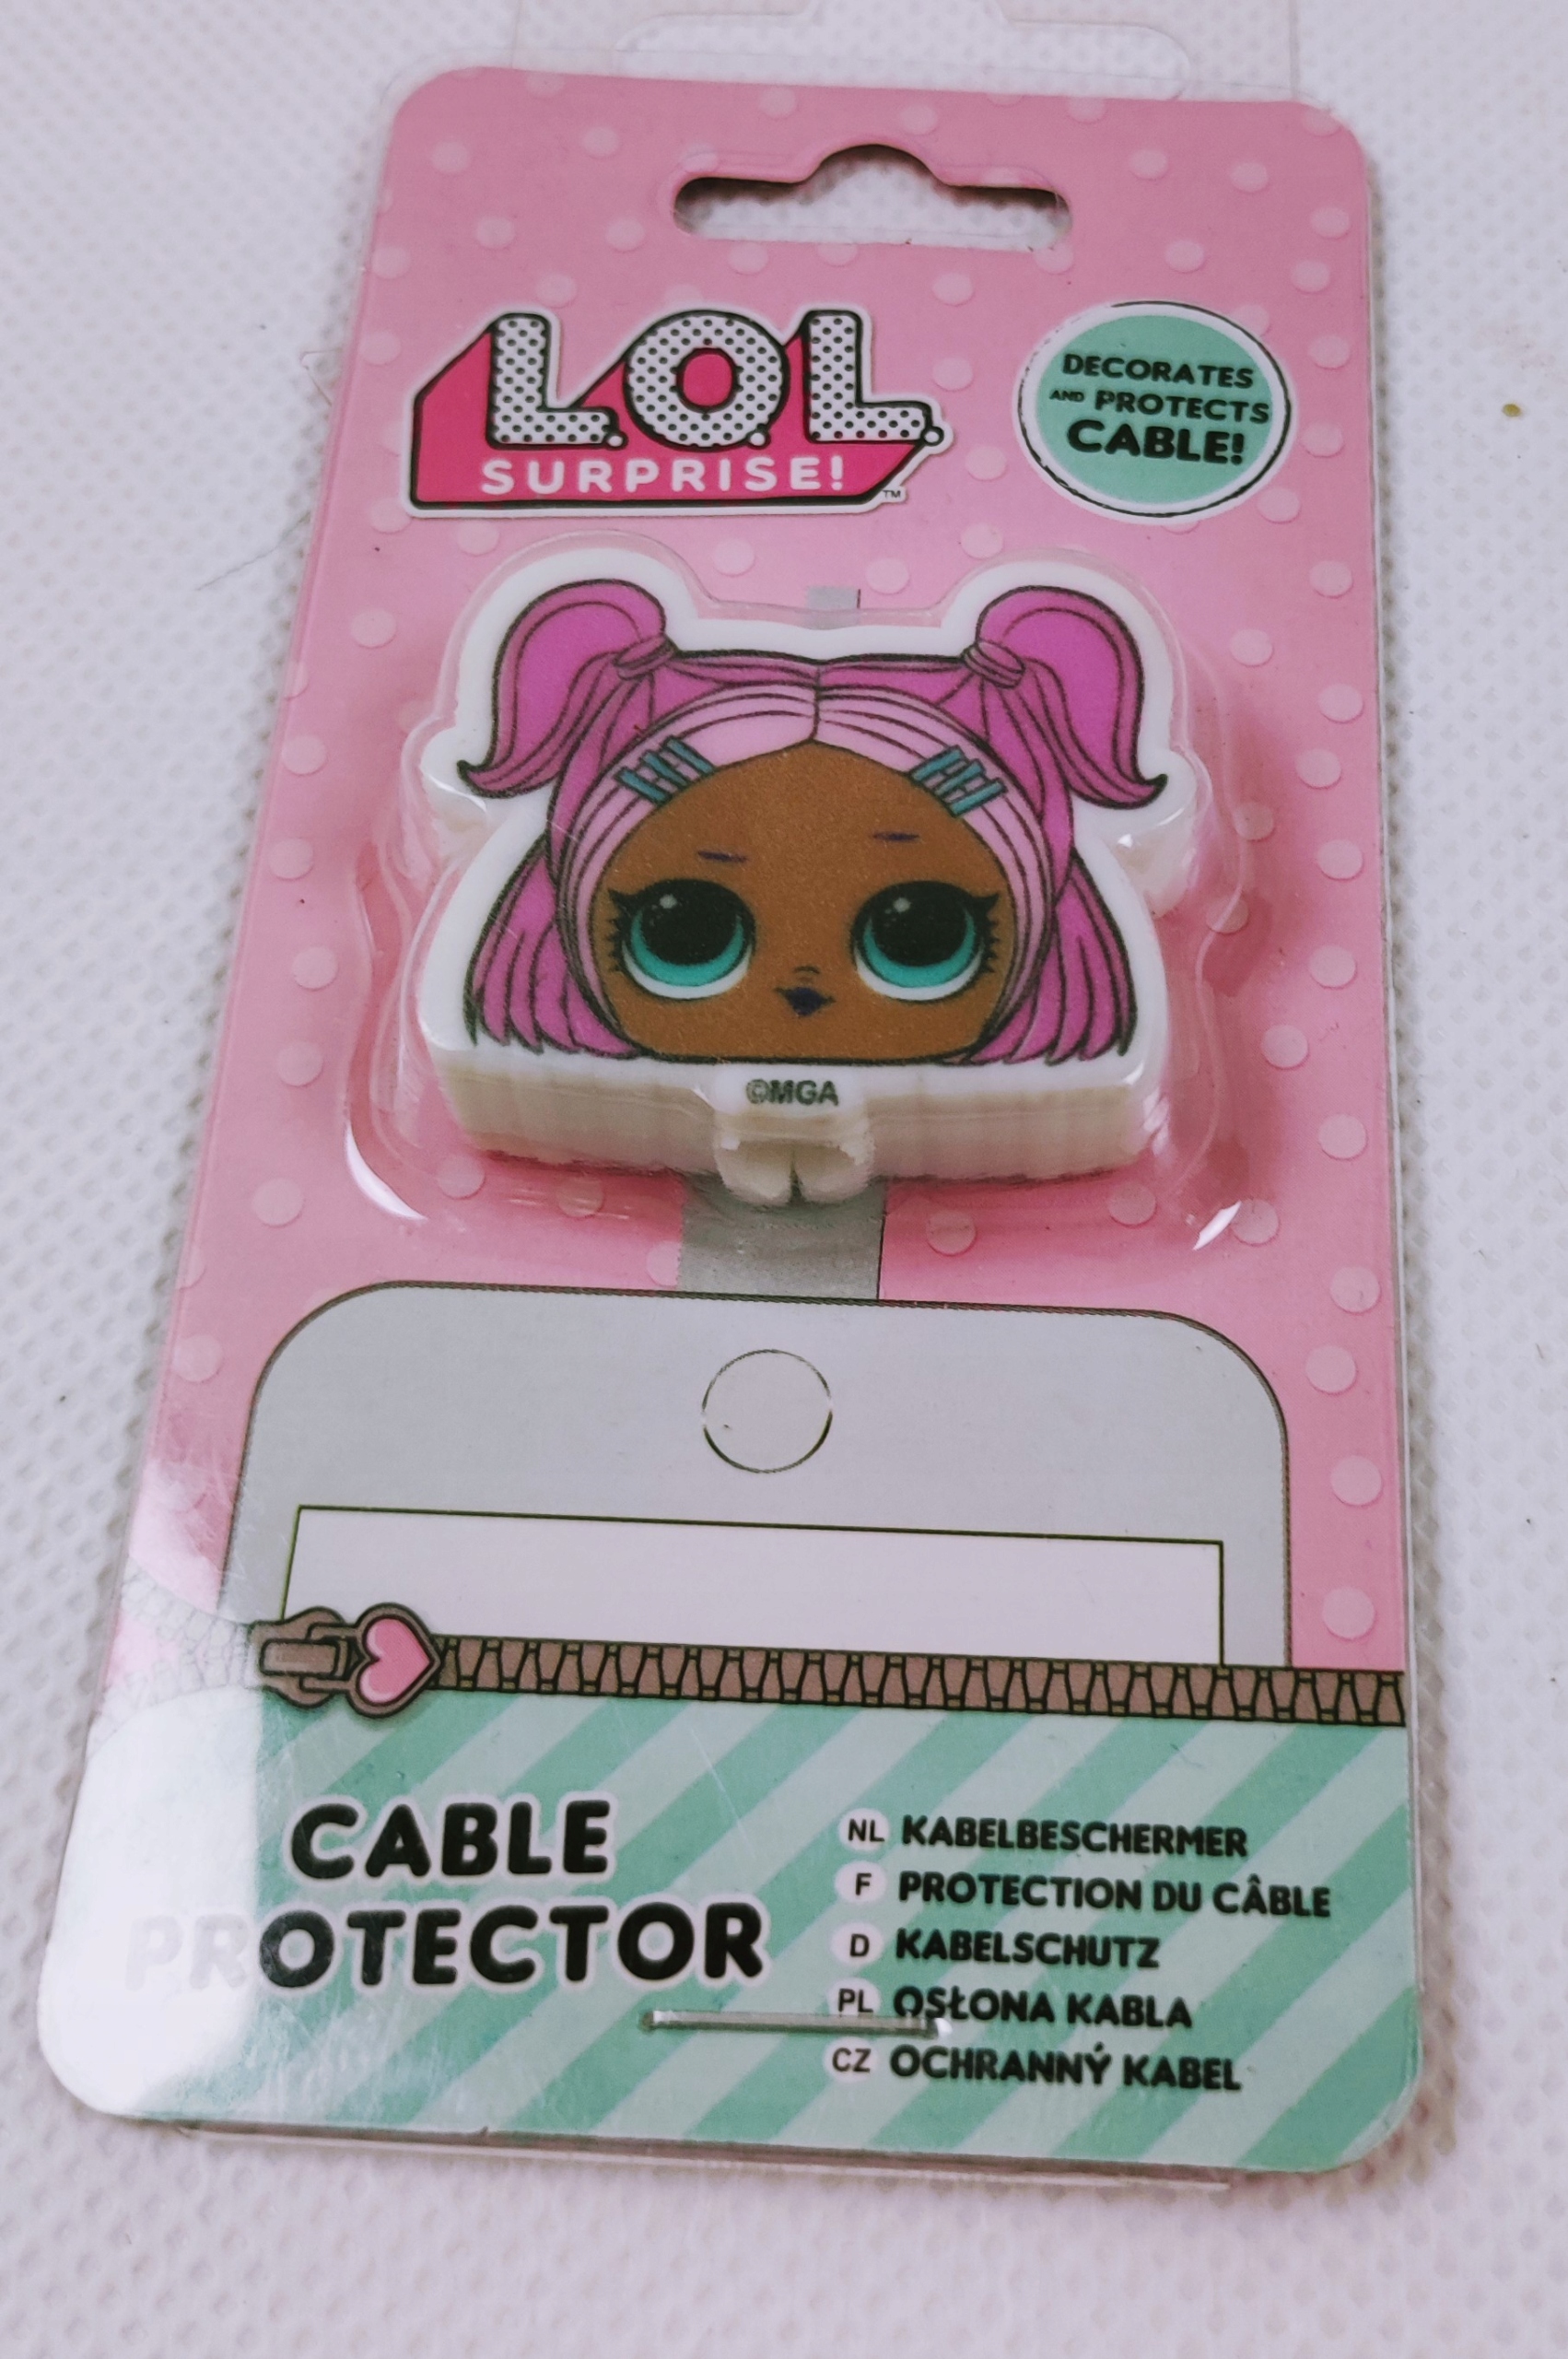 L.O.L.
SURPRISE!™
DECORATES
AND PROTECTS
CABLE!
©MGA
CABLE
PROTECTOR
NL KABELBESCHERMER
F PROTECTION DU CÂBLE
D KABELSCHUTZ
PL OSŁONA KABLA
CZ OCHRANNÝ KABEL